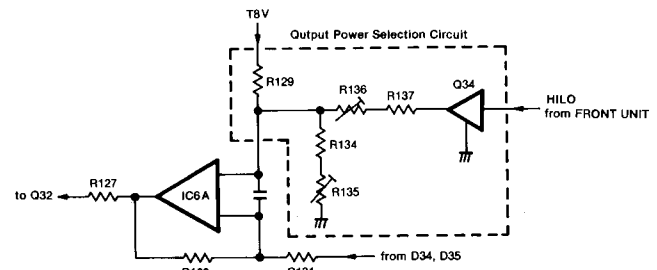 T8V
Qutput Power Selection Circuit
R129
R136
R137
Q34
HILO
from FRONT UNIT
R134
R135
IC6A
to Q32
R127
from D34, D35